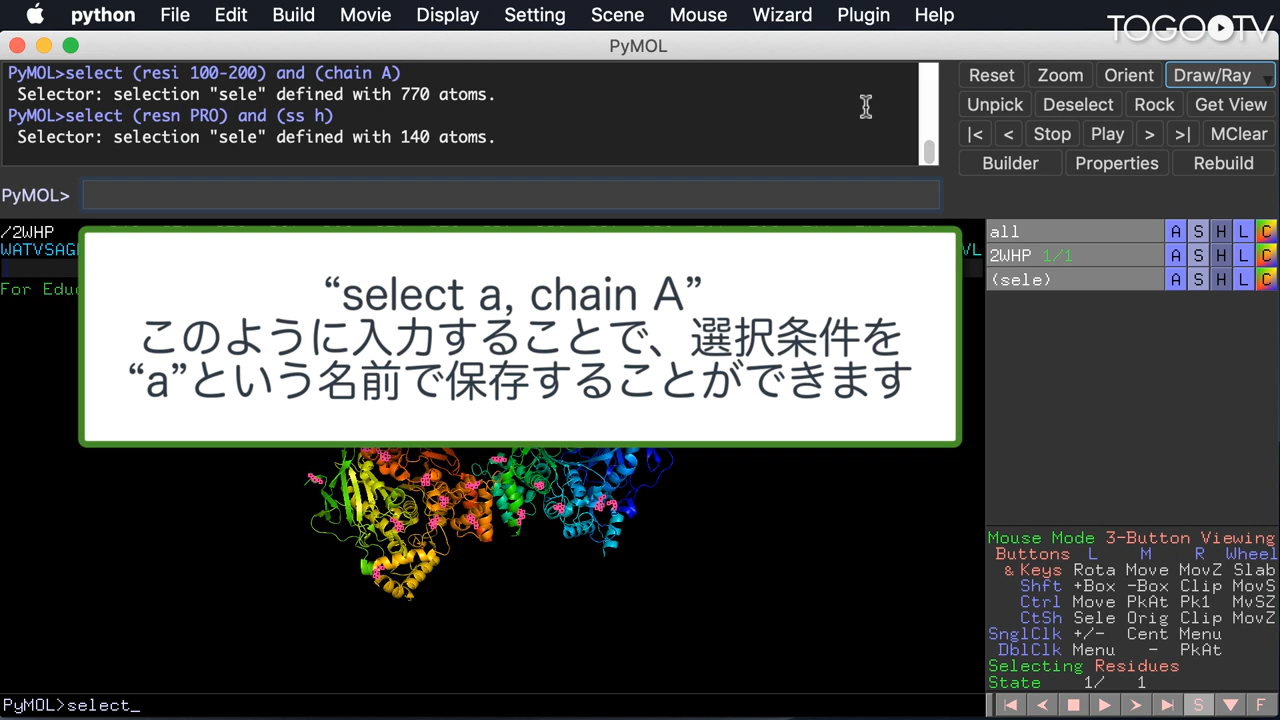 python File Edit Build Movie Display Setting Scene Mouse Wizard Plugin Help
TOGO TV
PyMOL
PyMOL>select (resi 100-200) and (chain A)
Selector: selection "sele" defined with 770 atoms.
PyMOL>select (resn PRO) and (ss h)
Selector: selection "sele" defined with 140 atoms.
PyMOL>
Reset Zoom Orient Draw/Ray
Unpick Deselect Rock Get View
|< < Stop Play > >| MClear
Builder Properties Rebuild
/2WHP
WATVSAG
VL
For Edu
“select a, chain A”
このように入力することで、選択条件を
“a”という名前で保存することができます
all A S H L C
2WHP 1/1 A S H L C
(sele) A S H L C
Mouse Mode 3-Button Viewing
Buttons L M R Wheel
& Keys Rota Move MovZ Slab
Shft +Box -Box Clip MovS
Ctrl Move PkAt Pk1 MvSZ
CtSh Sele Orig Clip MovZ
SnglClk +/- Cent Menu
DblClk Menu - PkAt
Selecting Residues
State 1/ 1
PyMOL>select_
S F